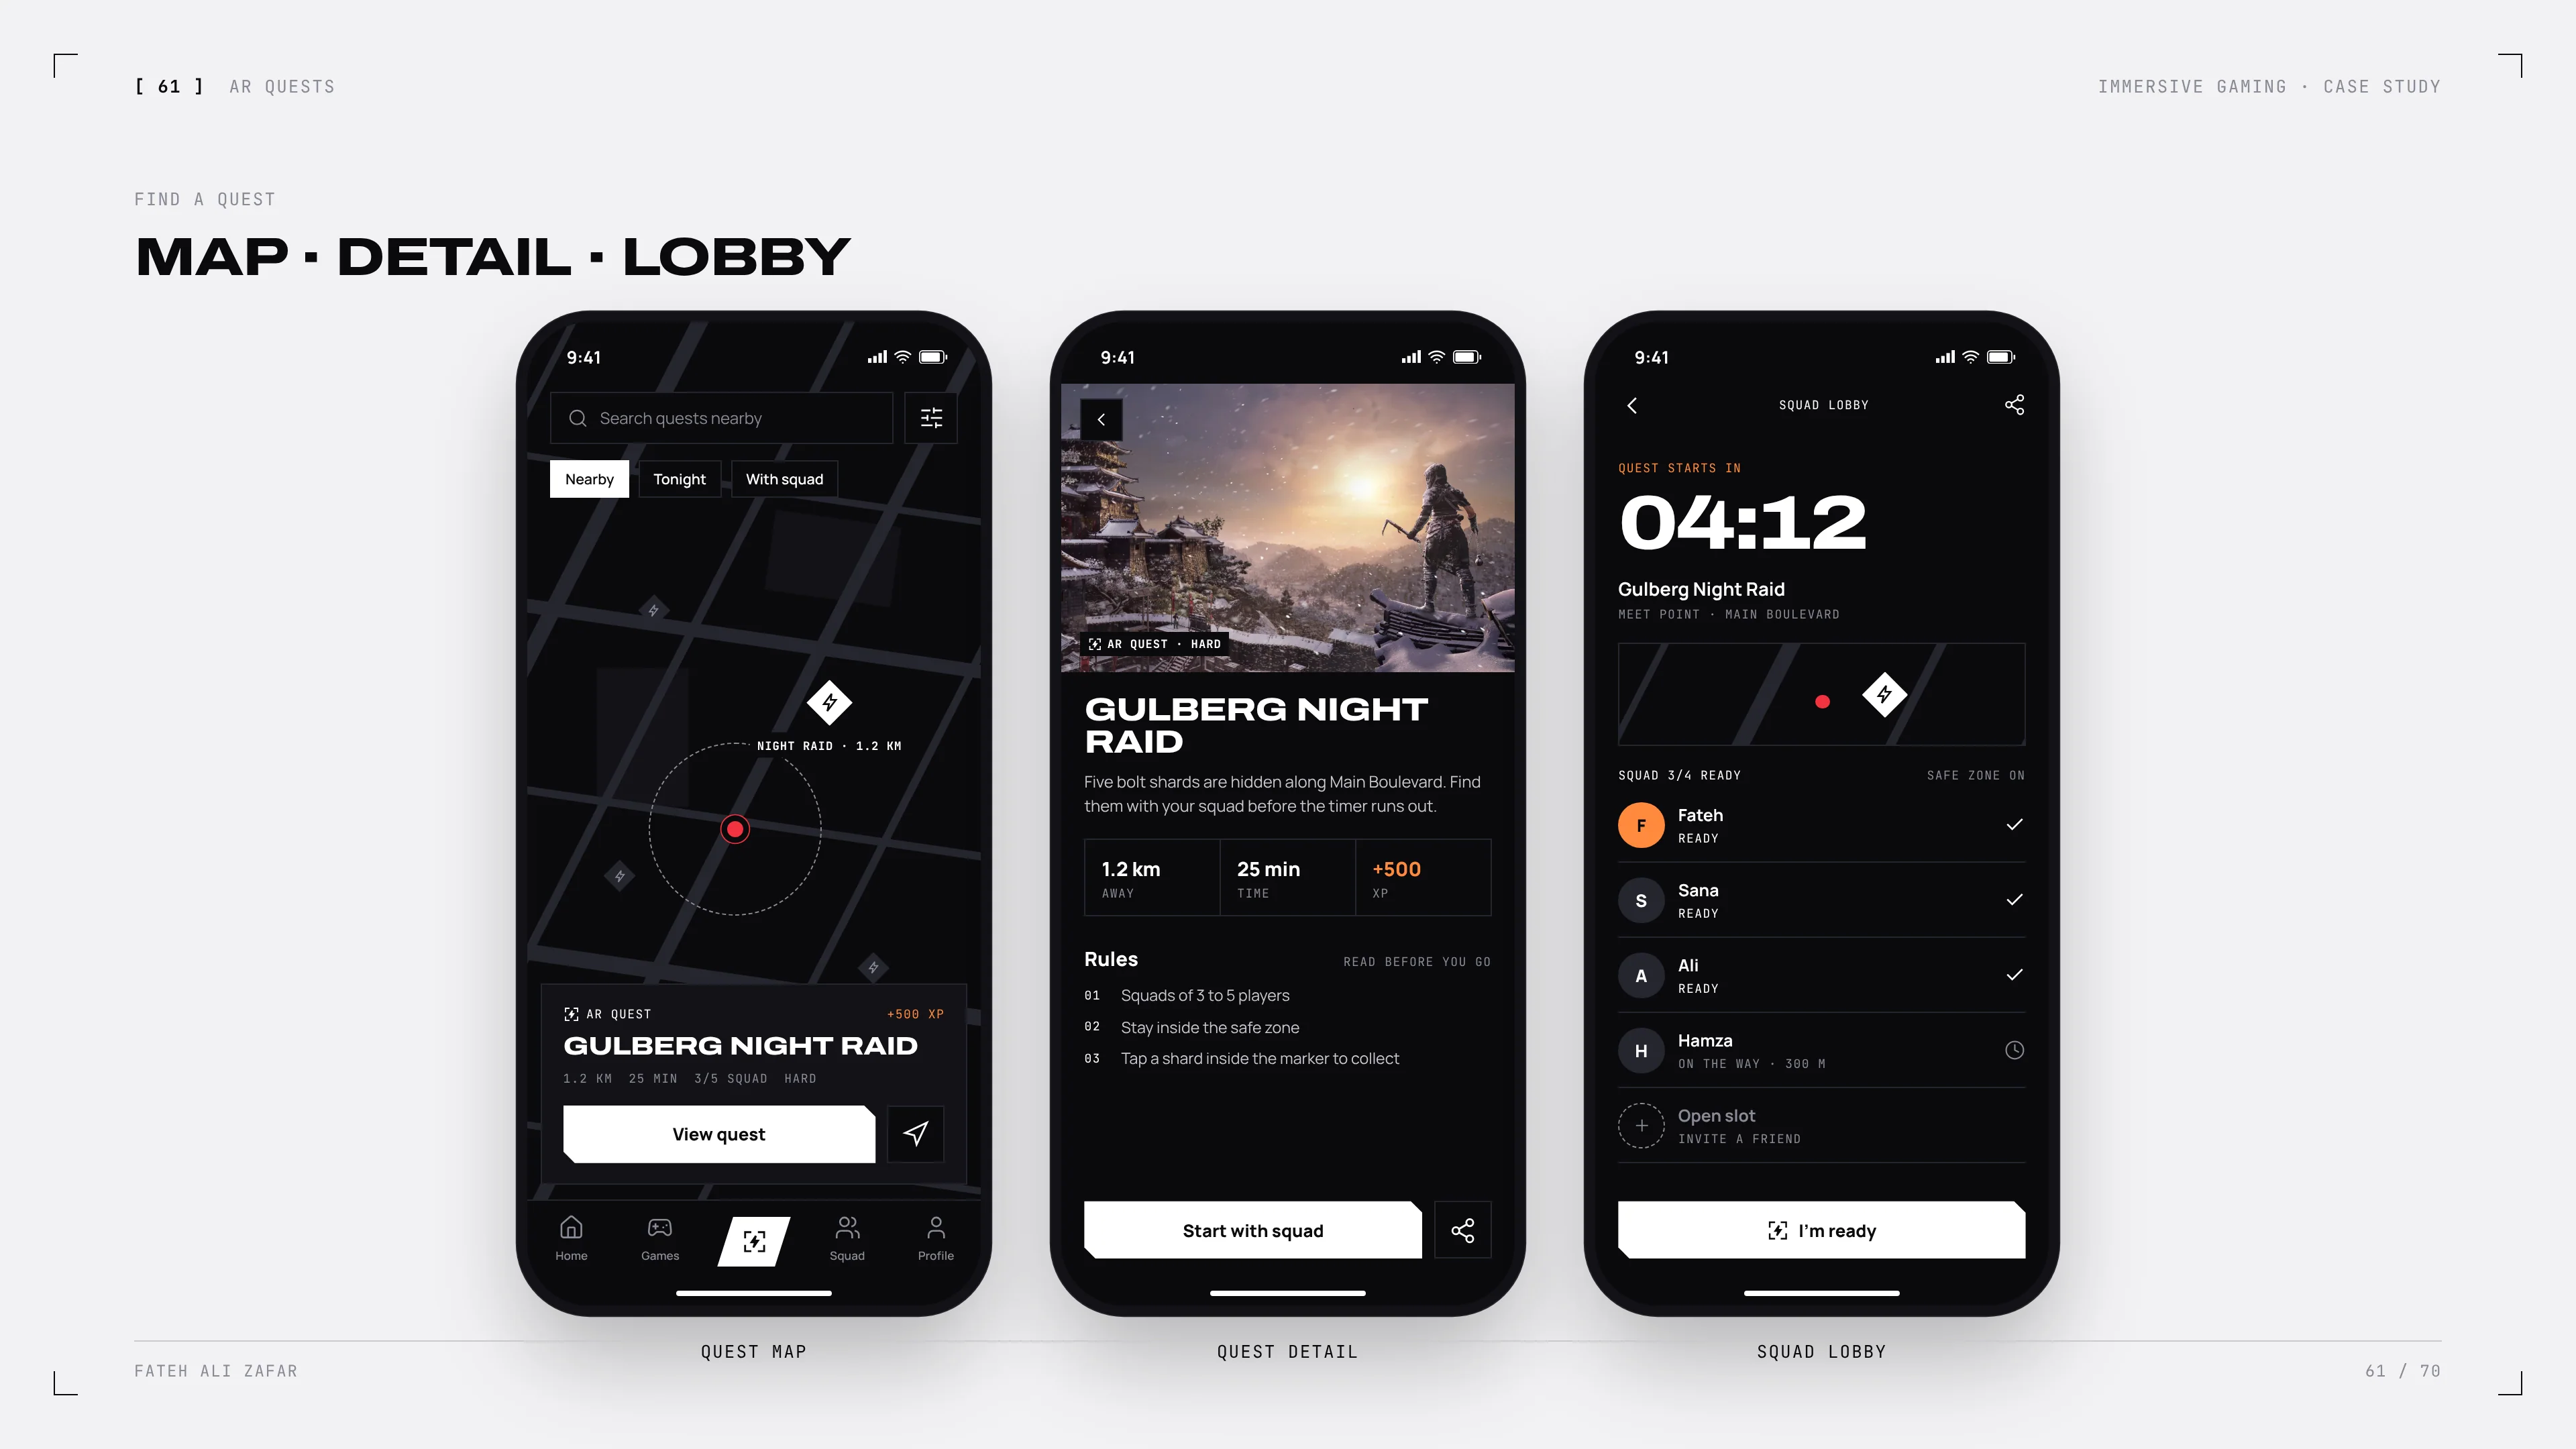 [ 61 ] AR QUESTS
IMMERSIVE GAMING · CASE STUDY
FIND A QUEST
MAP · DETAIL · LOBBY
9:41
Search quests nearby
Nearby
Tonight
With squad
NIGHT RAID · 1.2 KM
AR QUEST
+500 XP
GULBERG NIGHT RAID
1.2 KM 25 MIN 3/5 SQUAD HARD
View quest
Home
Games
Squad
Profile
QUEST MAP
9:41
AR QUEST · HARD
GULBERG NIGHT
RAID
Five bolt shards are hidden along Main Boulevard. Find
them with your squad before the timer runs out.
1.2 km
AWAY
25 min
TIME
+500
XP
Rules
READ BEFORE YOU GO
01 Squads of 3 to 5 players
02 Stay inside the safe zone
03 Tap a shard inside the marker to collect
Start with squad
QUEST DETAIL
9:41
SQUAD LOBBY
QUEST STARTS IN
04:12
Gulberg Night Raid
MEET POINT · MAIN BOULEVARD
SQUAD 3/4 READY
SAFE ZONE ON
F
Fateh
READY
S
Sana
READY
A
Ali
READY
H
Hamza
ON THE WAY · 300 M
Open slot
INVITE A FRIEND
I'm ready
SQUAD LOBBY
FATEH ALI ZAFAR
61 / 70